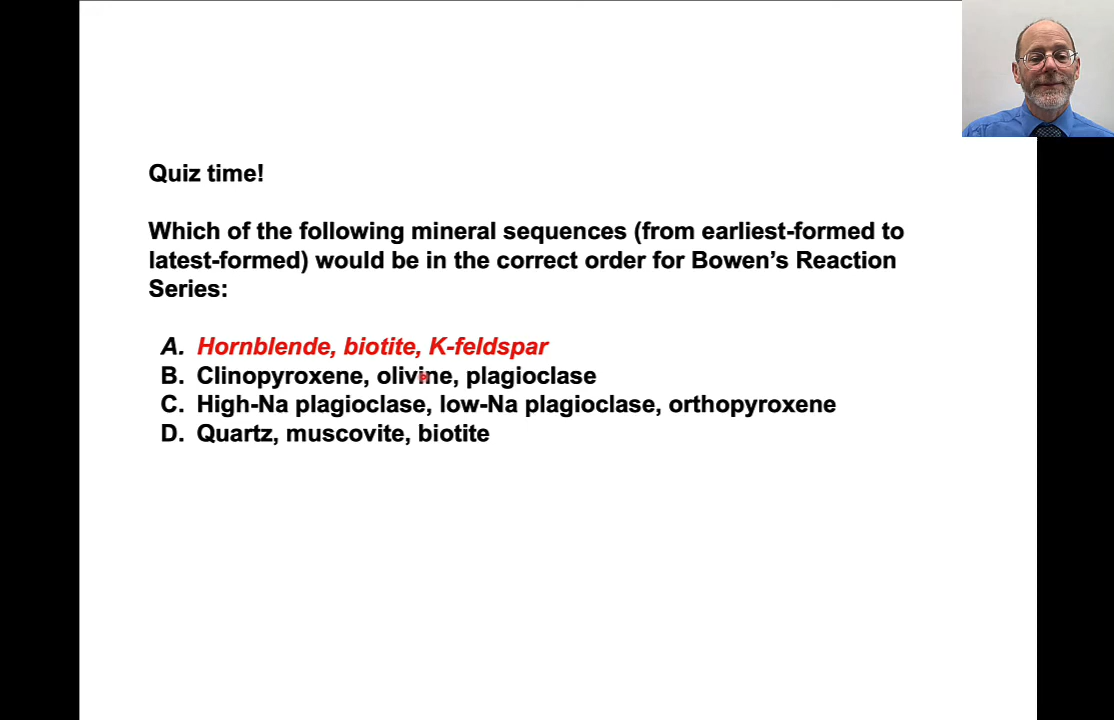 Quiz time!
Which of the following mineral sequences (from earliest-formed to
latest-formed) would be in the correct order for Bowen’s Reaction
Series:
A. Hornblende, biotite, K-feldspar
B. Clinopyroxene, olivine, plagioclase
C. High-Na plagioclase, low-Na plagioclase, orthopyroxene
D. Quartz, muscovite, biotite